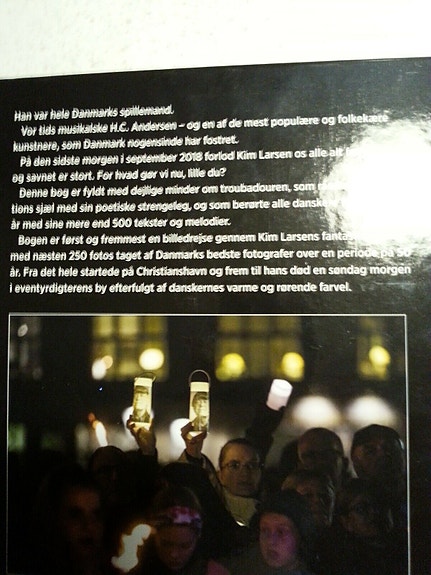 Han var hele Danmarks spillemand.
Vor tids musikalske H.C. Andersen – og en af de mest populære og folkekære
kunstnere, som Danmark nogensinde har fostret.
På den sidste morgen i september 2018 forlod Kim Larsen os alle alt
og savnet er stort. For hvad gør vi nu, lille du?
Denne bog er fyldt med dejlige minder om troubadouren, som
tions sjæl med sin poetiske strengeleg, og som berørte alle
år med sine mere end 500 tekster og melodier.
Bogen er først og fremmest en billedrejse gennem Kim Larsens
med næsten 250 fotos taget af Danmarks bedste fotografer over en periode på 50
år. Fra det hele startede på Christianshavn og frem til hans død en søndag morgen
i eventyrdigterens by efterfulgt af danskernes varme og rørende farvel.